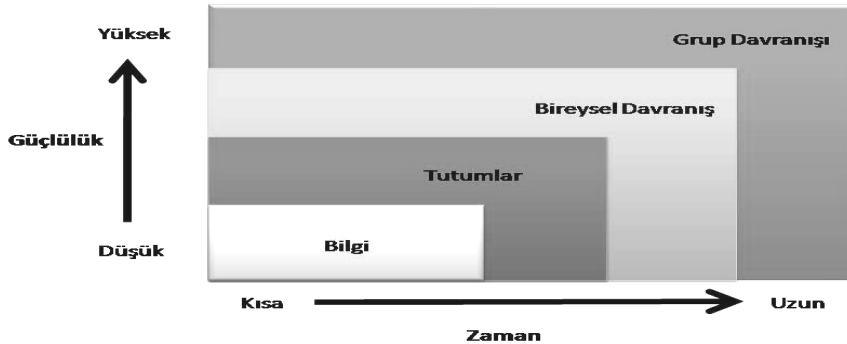 Yüksek
Grup Davranışı
Bireysel Davranış
Güçlülük
Tutumlar
Bilgi
Düşük
Kısa
Uzun
Zaman